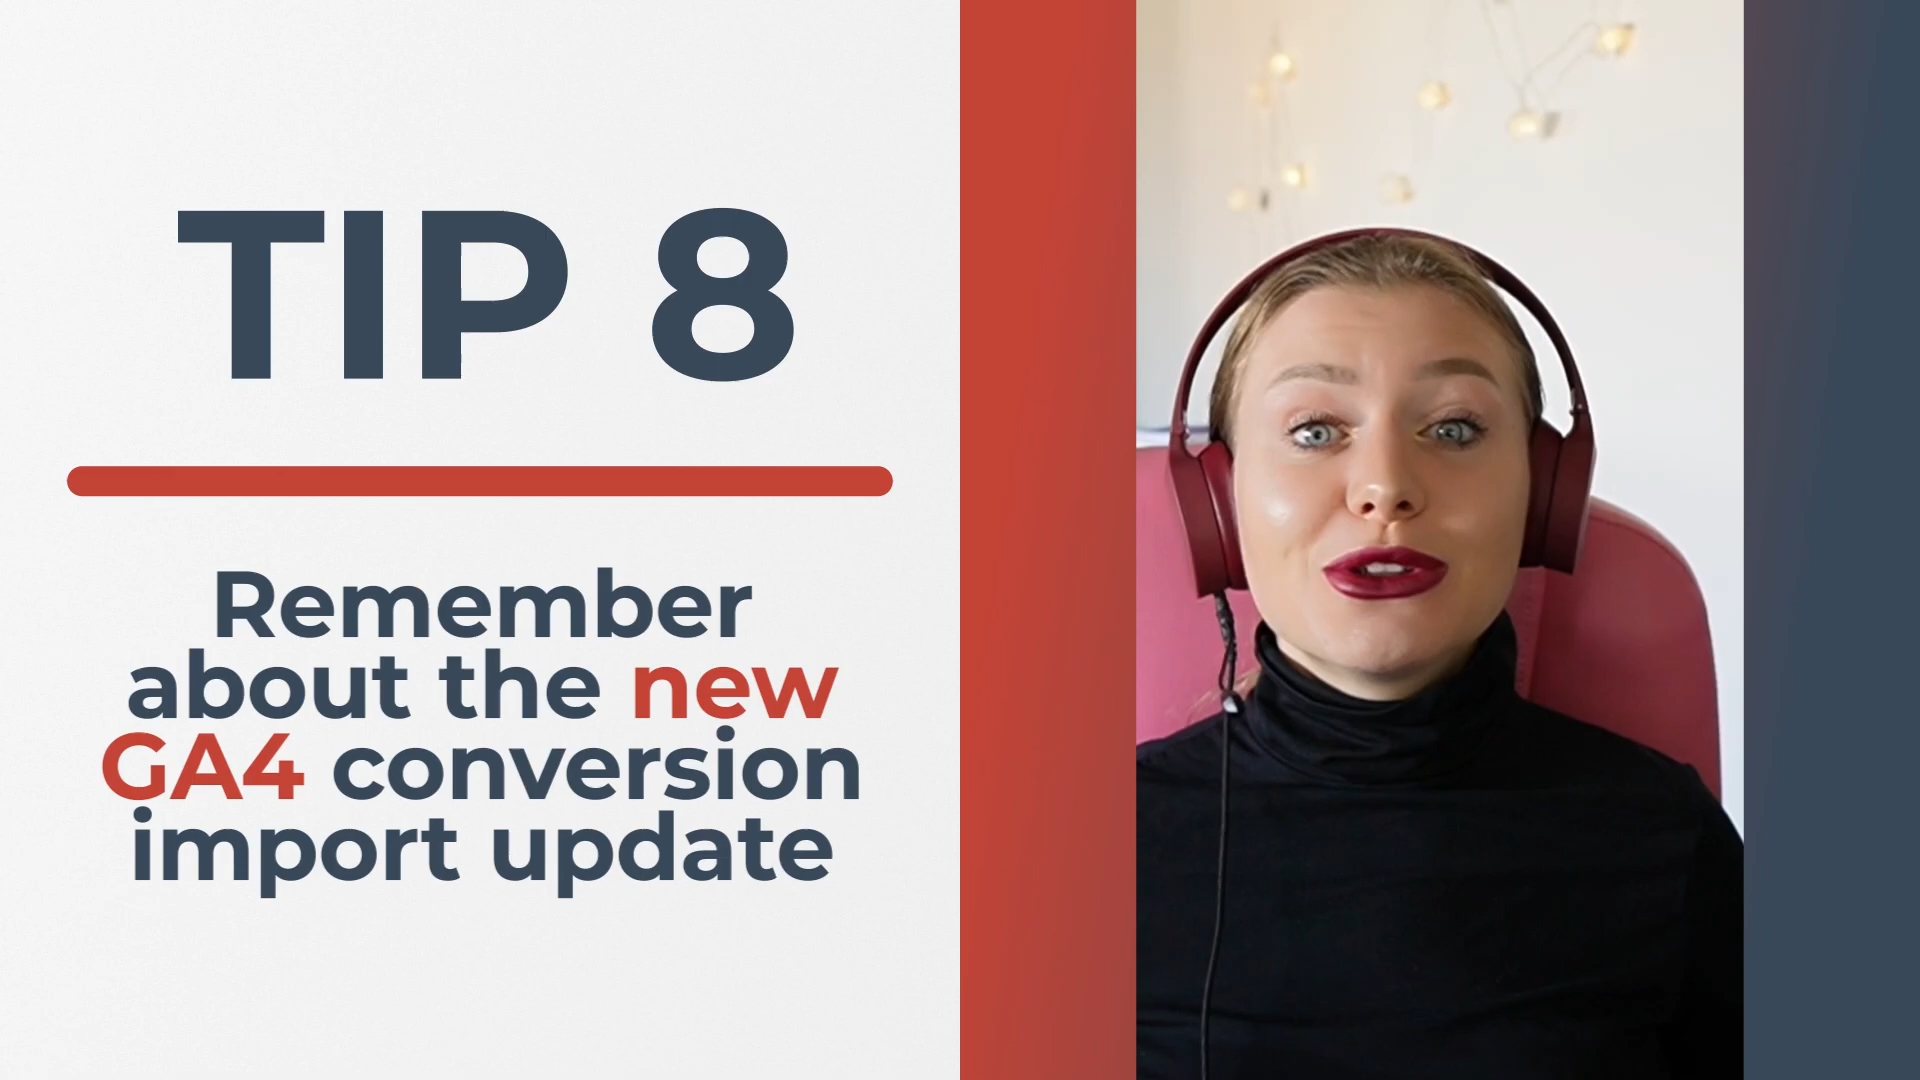 TIP 8
Remember
about the new
GA4 conversion
import update